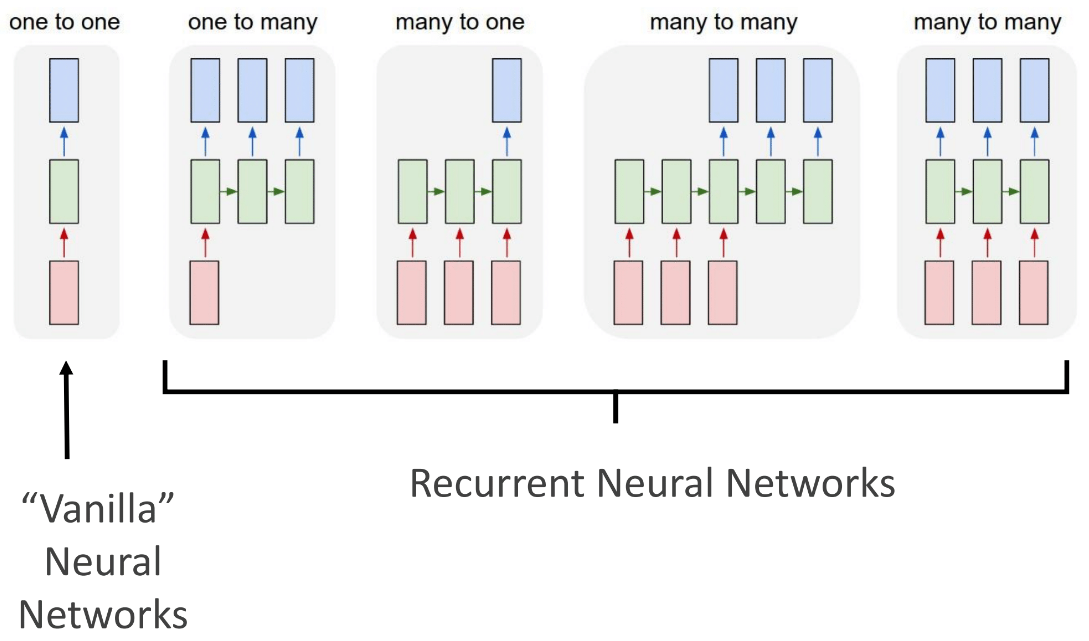 one to one
one to many
many to one
many to many
many to many
“Vanilla”
Neural
Networks
Recurrent Neural Networks